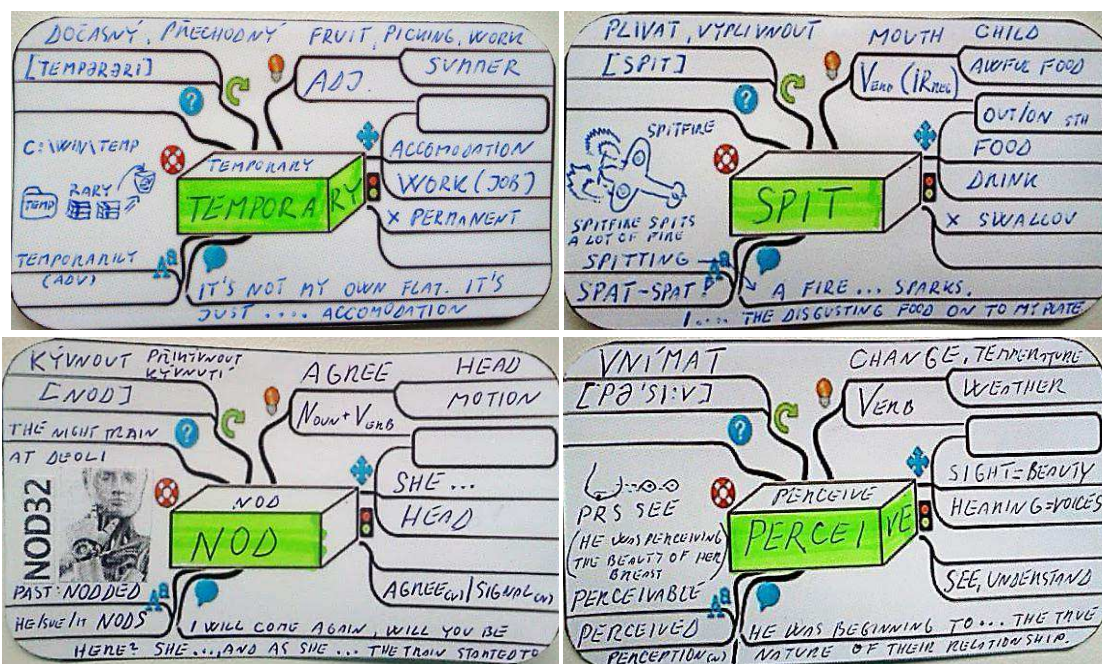 DOČASNÝ, PŘECHODNÝ
FRUIT, PICKING, WORK
[TEMPƏRƏRI]
SUMMER
ADJ.
C:\WIN\TEMP
RARY
TEMP
ACCOMODATION
WORK (JOB)
× PERMANENT
TEMPORARY
TEMPORARY
TEMPORARILY
(ADV)
Aa
IT'S NOT MY OWN FLAT. IT'S
JUST .... ACCOMODATION
PLIVAT, VYPLIVNOUT
MOUTH CHILD
[SPIT]
AWFUL FOOD
VERB (IRREG)
OUT/ON STH
SPITFIRE
FOOD
DRINK
SPIT
× SWALLOW
SPITFIRE SPITS
A LOT OF FIRE
SPITTING
Aa
SPAT-SPAT
A FIRE ... SPARKS.
I .... THE DISGUSTING FOOD ON TO MY PLATE
KÝVNOUT PŘIKÝVNOUT
KÝVNUTÍ
AGREE
HEAD
[NOD]
MOTION
NOUN + VERB
THE NIGHT TRAIN
AT DEOLI
SHE ...
HEAD
NOD32
NOD
NOD
AGREE(V)/SIGNAL(N)
PAST: NODDED
Aa
HE/SHE/IT NODS
I WILL COME AGAIN, WILL YOU BE
HERE? SHE ..., AND AS SHE ... THE TRAIN STARTED TO
VNÍMAT
CHANGE, TEMPERATURE
[PƏ'SI:V]
WEATHER
VERB
SIGHT=BEAUTY
HEARING=VOICES
PRS SEE
PERCEIVE
PERCEIVE
(HE WAS PERCEIVING
THE BEAUTY OF HER
BREAST
SEE, UNDERSTAND
PERCEIVABLE
Aa
PERCEIVED
PERCEPTION(N)
HE WAS BEGINNING TO ... THE TRUE
NATURE OF THEIR RELATIONSHIP.